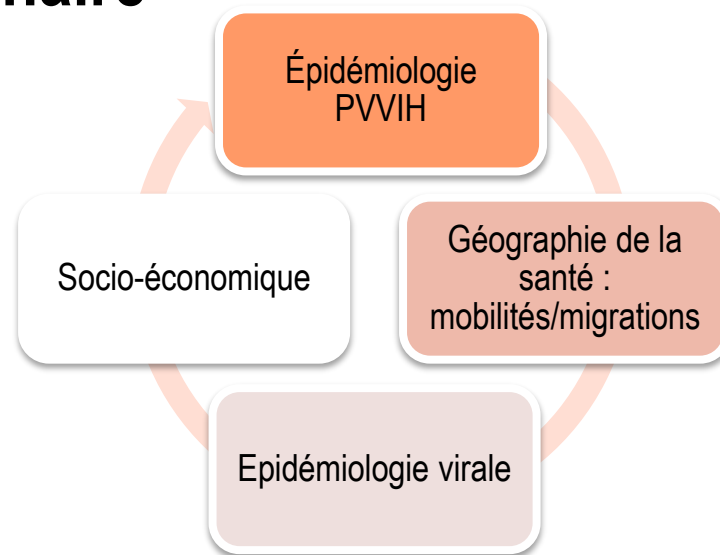 Épidémiologie
PVVIH
Géographie de la
santé :
mobilités/migrations
Socio-économique
Epidémiologie virale